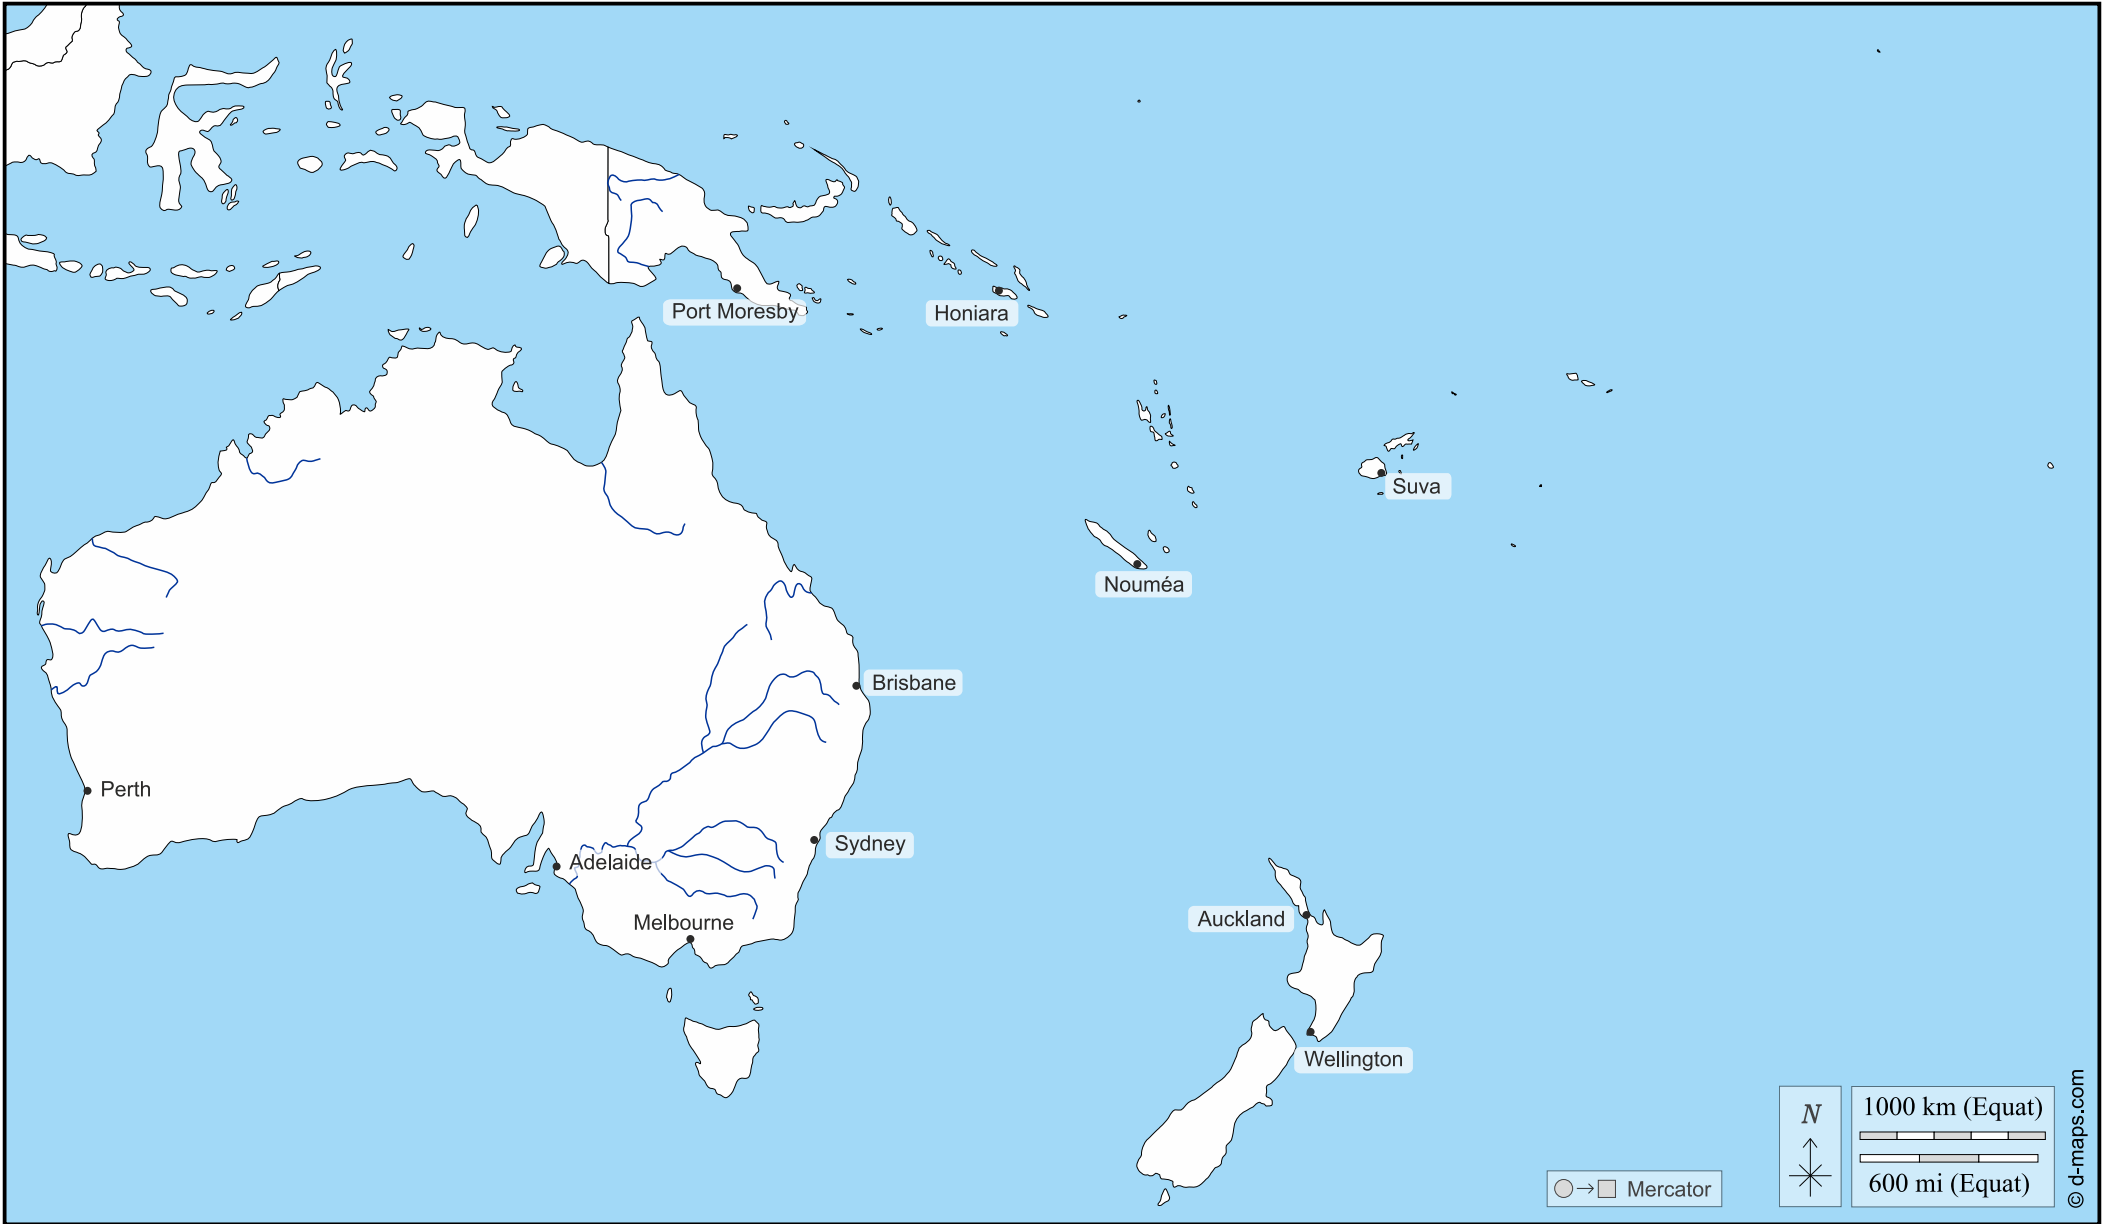 Port Moresby
Honiara
Suva
Nouméa
Brisbane
Perth
Sydney
Adelaide
Melbourne
Auckland
Wellington
N
1000 km (Equat)
600 mi (Equat)
Mercator
© d-maps.com